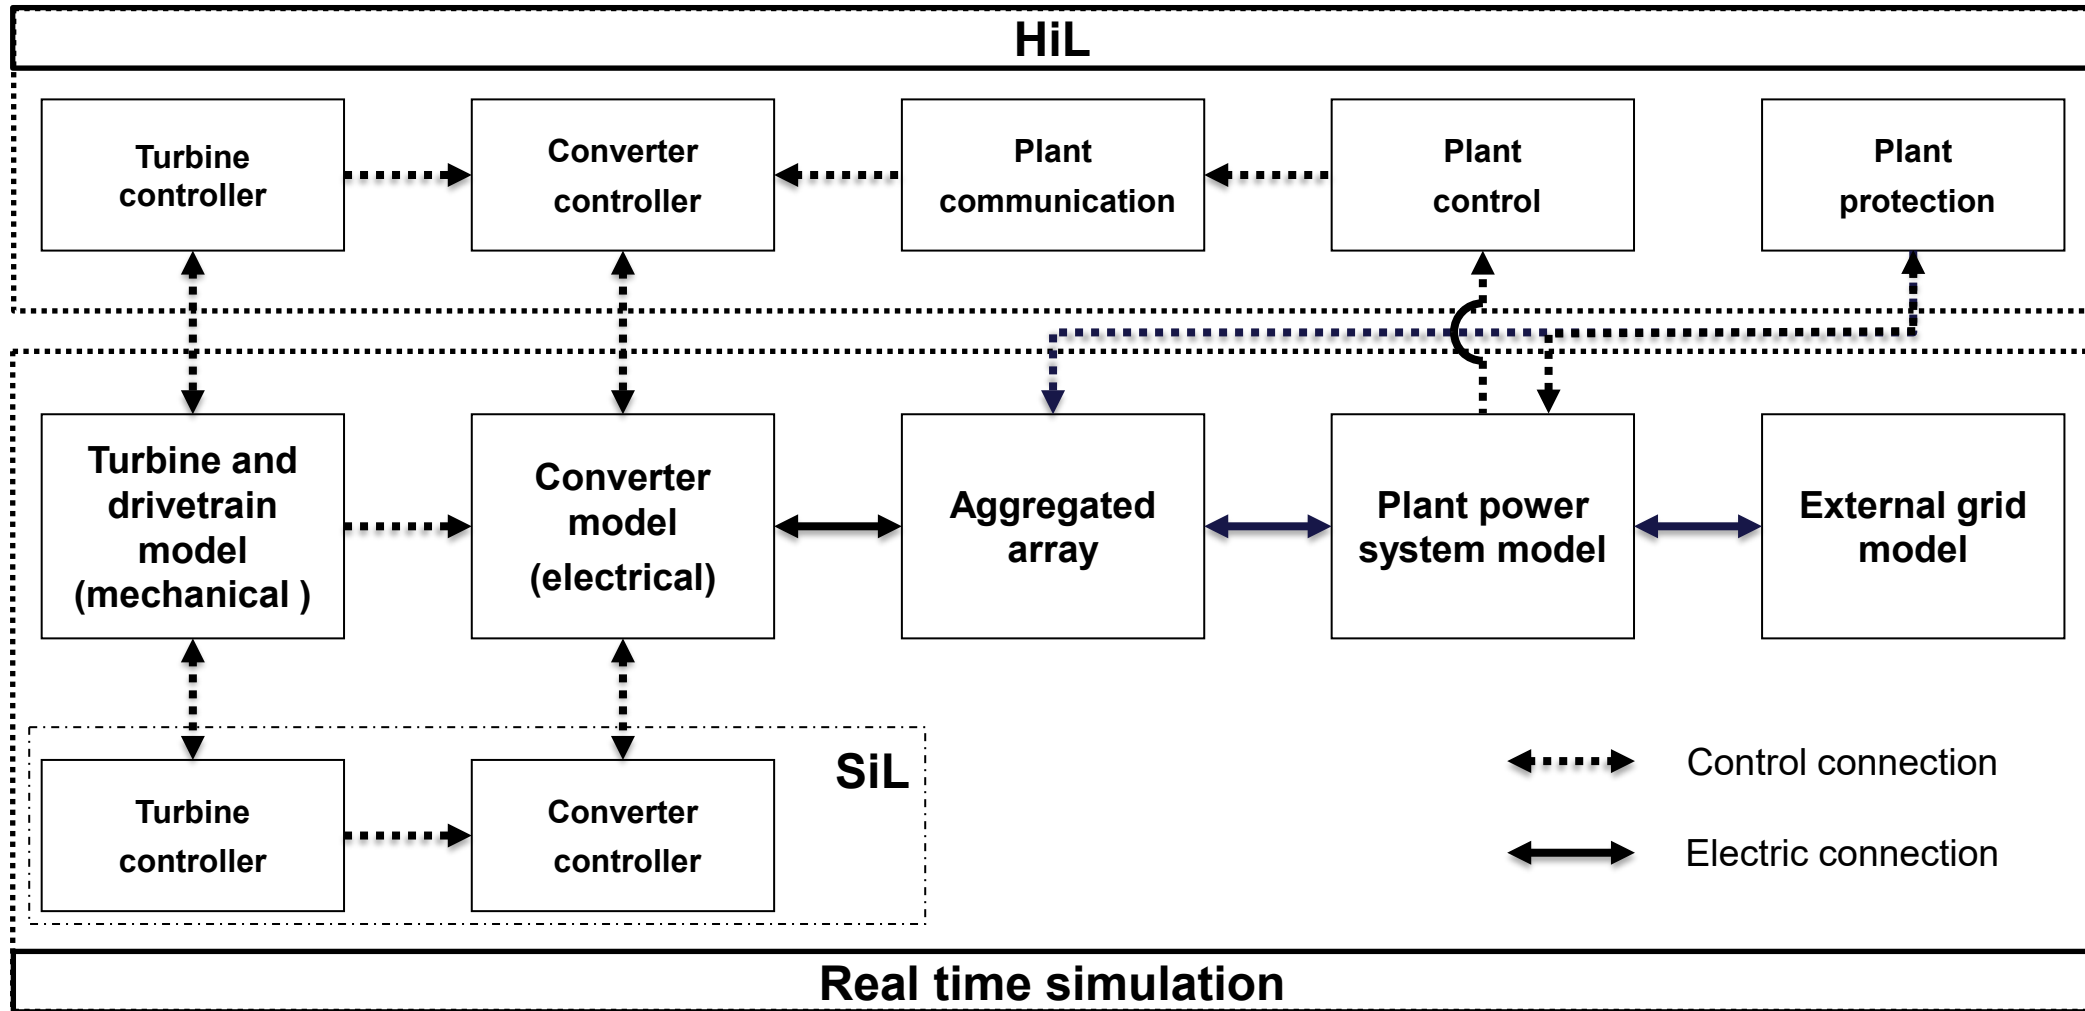 HiL
Turbine
controller
Converter
controller
Plant
communication
Plant
control
Plant
protection
Turbine and
drivetrain
model
(mechanical )
Converter
model
(electrical)
Aggregated
array
Plant power
system model
External grid
model
SiL
Turbine
controller
Converter
controller
Control connection
Electric connection
Real time simulation